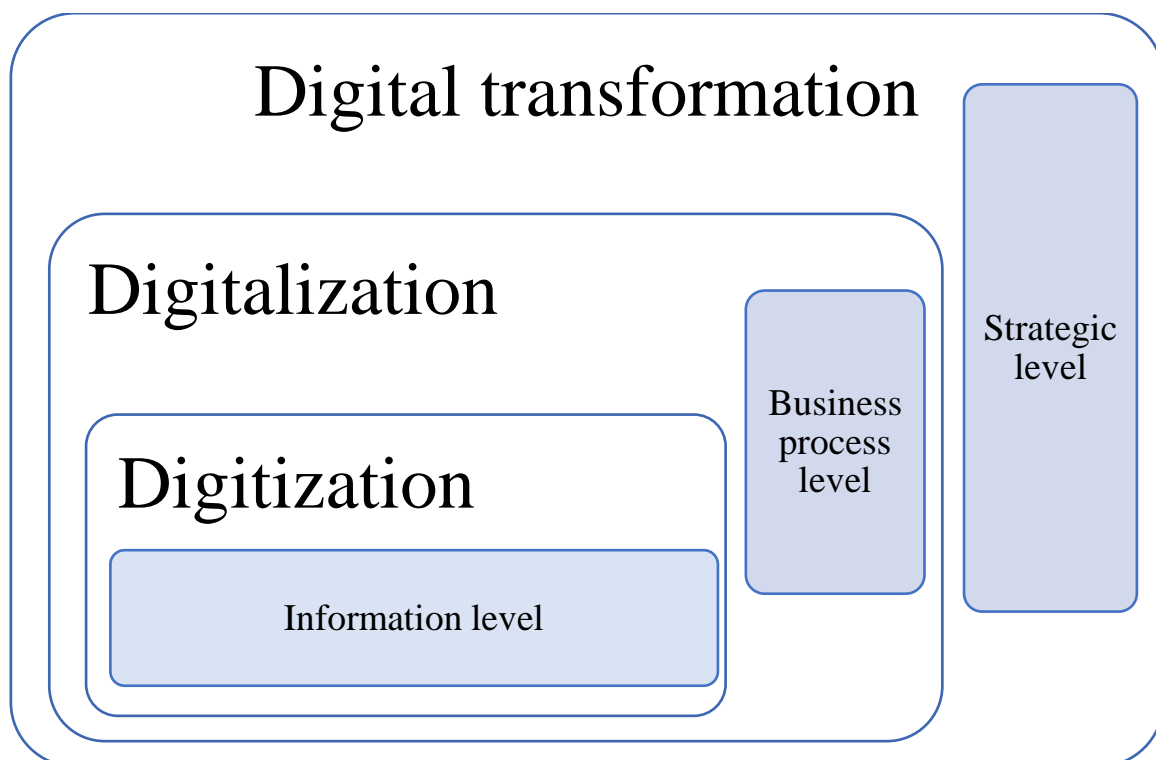 Digital transformation
Digitalization
Strategic
level
Business
process
level
Digitization
Information level